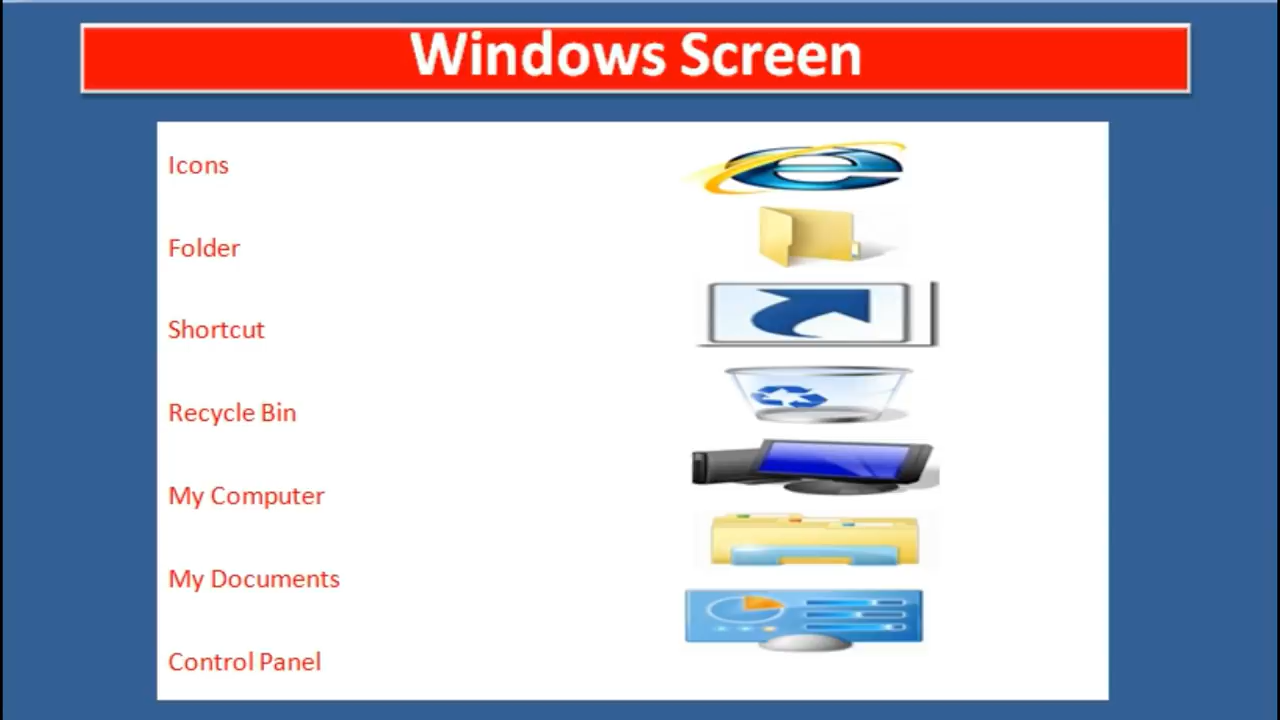 Windows Screen
Icons
Folder
Shortcut
Recycle Bin
My Computer
My Documents
Control Panel